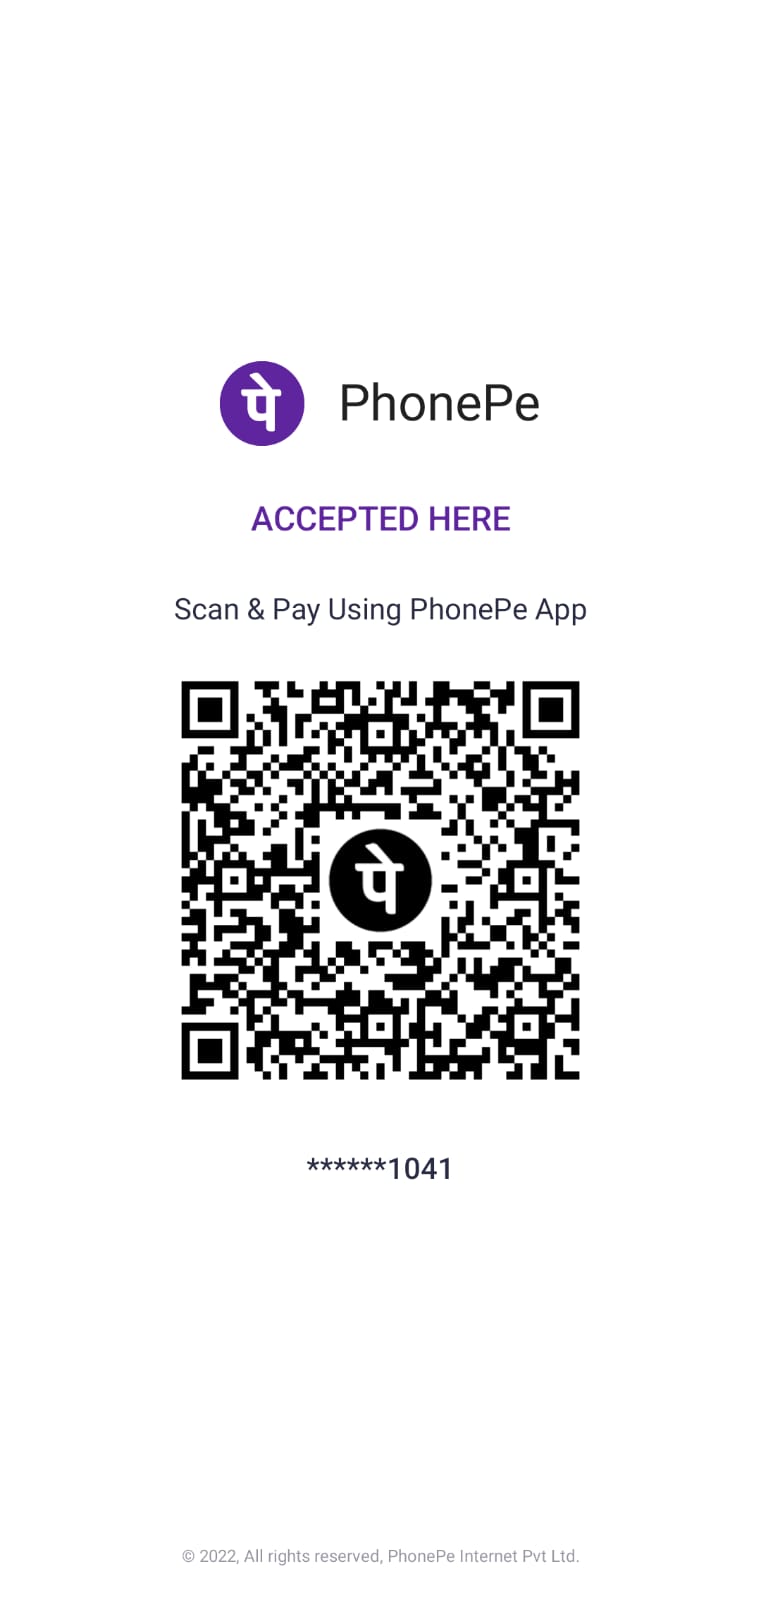 पे PhonePe
ACCEPTED HERE
Scan & Pay Using PhonePe App
पे
******1041
© 2022, All rights reserved, PhonePe Internet Pvt Ltd.